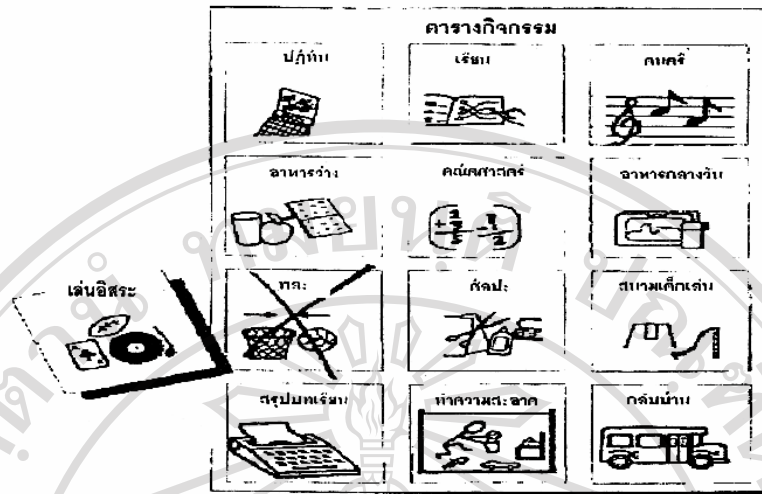 ตารางกิจกรรม
ปฏิทิน
เรียน
ดนตรี
อาหารว่าง
คณิตศาสตร์
อาหารกลางวัน
เล่นอิสระ
พละ
ศิลปะ
สนามเด็กเล่น
สรุปบทเรียน
ทำความสะอาด
กลับบ้าน